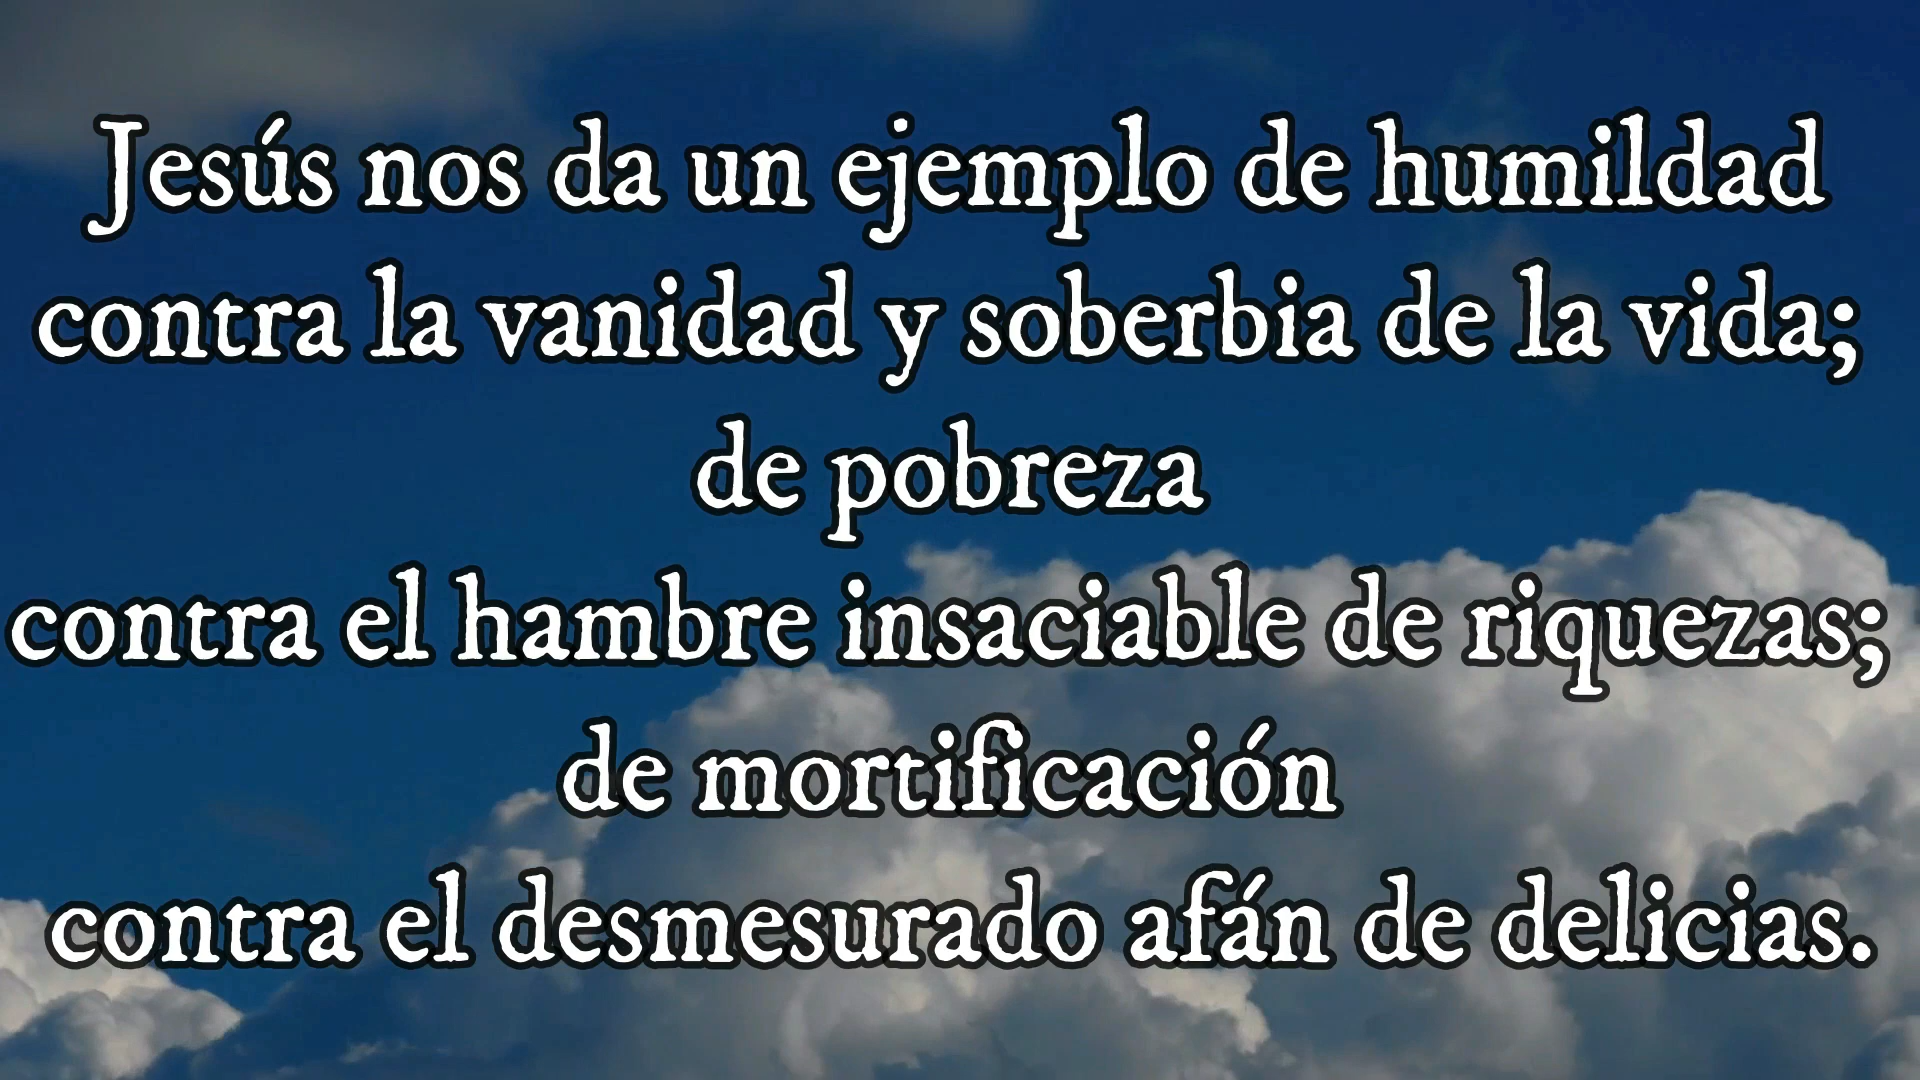 Jesús nos da un ejemplo de humildad
contra la vanidad y soberbia de la vida;
de pobreza
contra el hambre insaciable de riquezas;
de mortificación
contra el desmesurado afán de delicias.